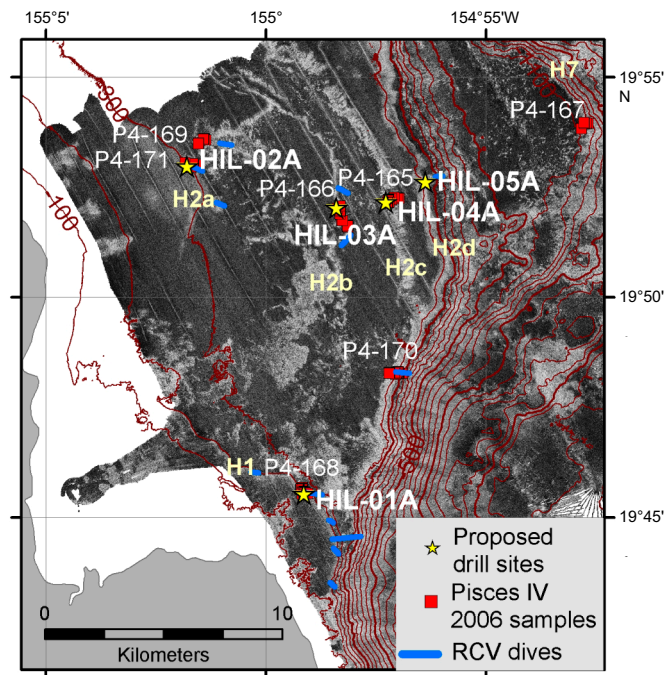 155°5'
155°
154°55'
19°55'
N
H7
P4-167
300
P4-169
P4-171
HIL-02A
H2a
P4-166
P4-165
HIL-05A
HIL-04A
HIL-03A
H2d
H2c
H2b
100
19°50'
P4-170
500
H1
P4-168
HIL-01A
19°45'
Proposed
drill sites
Pisces IV
2006 samples
RCV dives
0
10
Kilometers